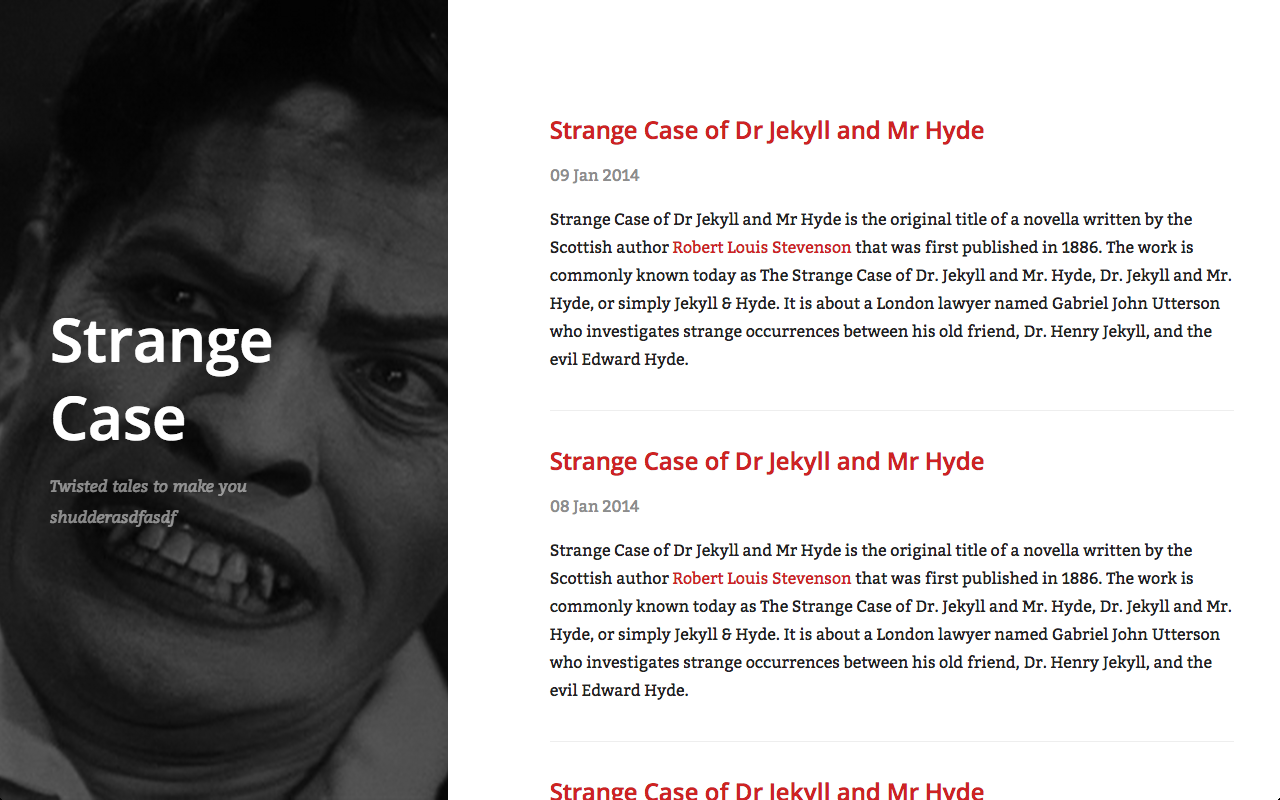 Strange
Case
Twisted tales to make you
shudderasdfasdf
Strange Case of Dr Jekyll and Mr Hyde
09 Jan 2014
Strange Case of Dr Jekyll and Mr Hyde is the original title of a novella written by the
Scottish author Robert Louis Stevenson that was first published in 1886. The work is
commonly known today as The Strange Case of Dr. Jekyll and Mr. Hyde, Dr. Jekyll and Mr.
Hyde, or simply Jekyll & Hyde. It is about a London lawyer named Gabriel John Utterson
who investigates strange occurrences between his old friend, Dr. Henry Jekyll, and the
evil Edward Hyde.
Strange Case of Dr Jekyll and Mr Hyde
08 Jan 2014
Strange Case of Dr Jekyll and Mr Hyde is the original title of a novella written by the
Scottish author Robert Louis Stevenson that was first published in 1886. The work is
commonly known today as The Strange Case of Dr. Jekyll and Mr. Hyde, Dr. Jekyll and Mr.
Hyde, or simply Jekyll & Hyde. It is about a London lawyer named Gabriel John Utterson
who investigates strange occurrences between his old friend, Dr. Henry Jekyll, and the
evil Edward Hyde.
Strange Case of Dr Jekyll and Mr Hyde